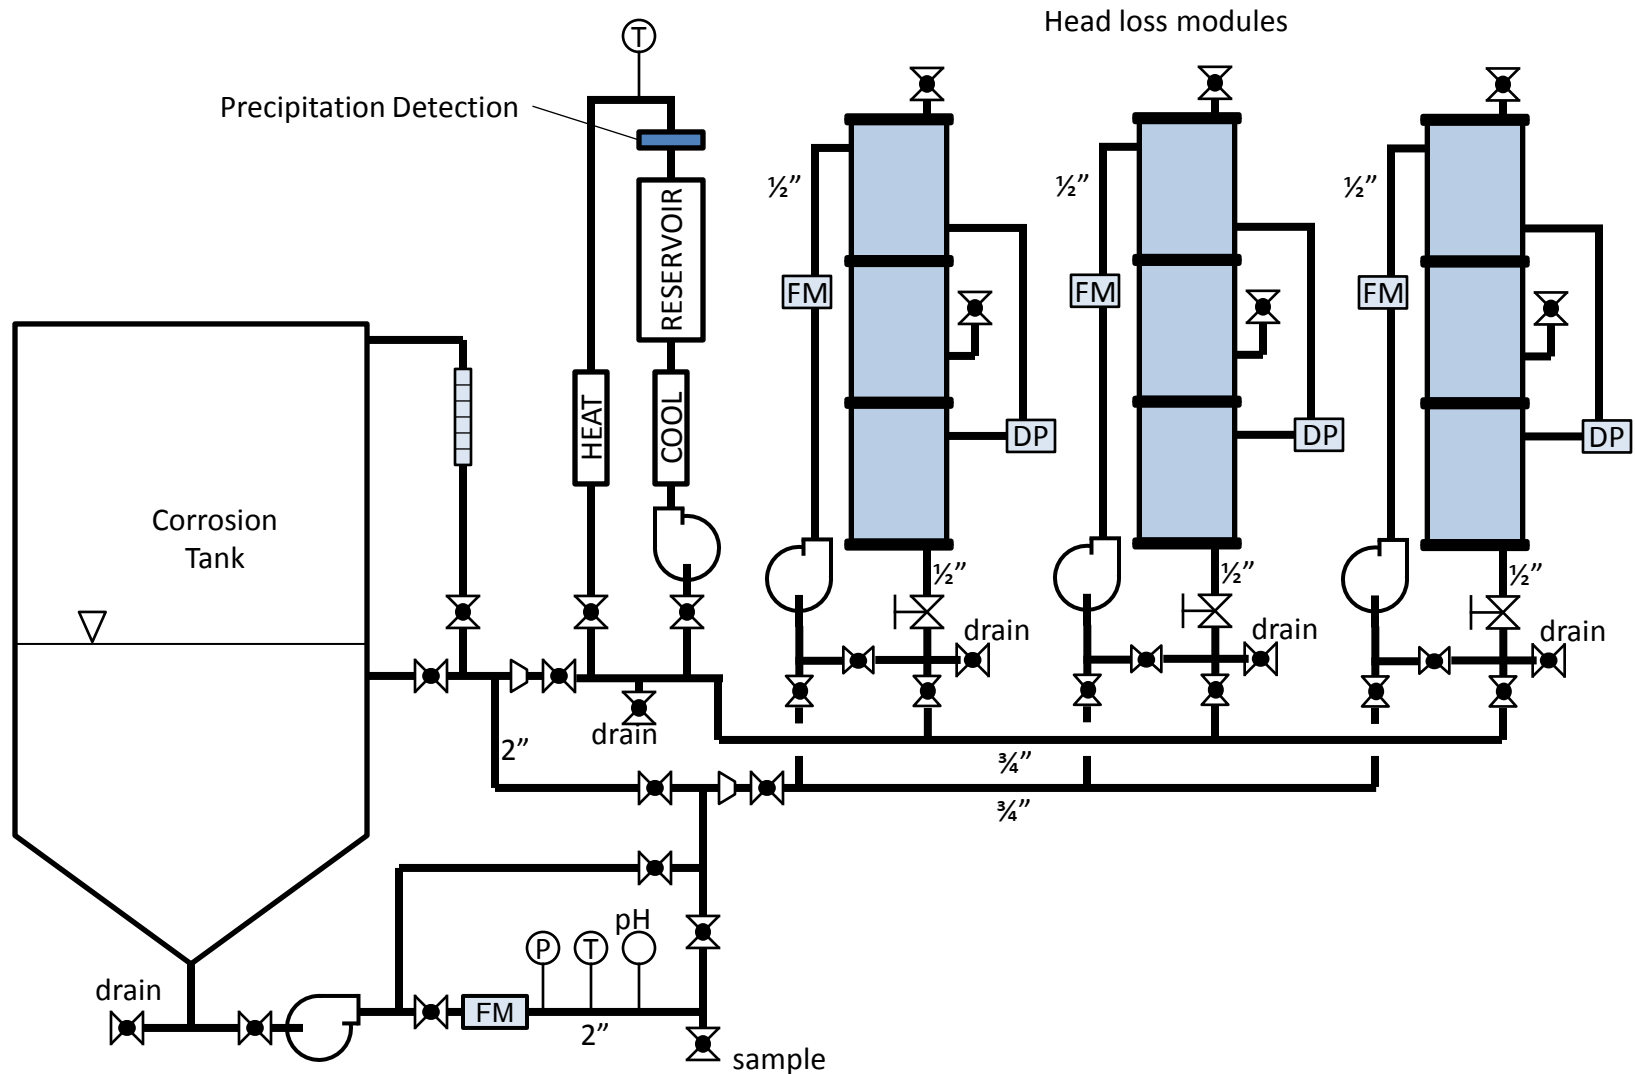 Head loss modules
T
Precipitation Detection
RESERVOIR
HEAT
COOL
½”
½”
½”
FM
FM
FM
DP
DP
DP
Corrosion
Tank
½”
½”
½”
drain
drain
drain
drain
2”
¾”
¾”
pH
P
T
drain
FM
2”
sample